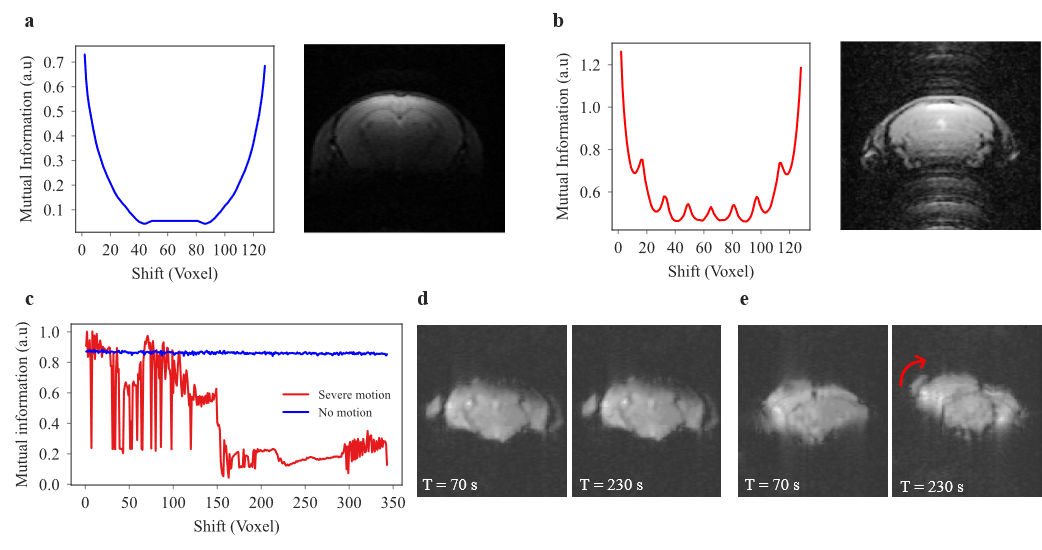 a
Mutual Information (a.u)
0.7
0.6
0.5
0.4
0.3
0.2
0.1
0 20 40 60 80 100 120
Shift (Voxel)
b
Mutual Information (a.u)
1.2
1.0
0.8
0.6
0 20 40 60 80 100 120
Shift (Voxel)
c
Mutual information (a.u)
1.0
0.8
0.6
0.4
0.2
0.0
Severe motion
No motion
0 50 100 150 200 250 300 350
Shift (Voxel)
d
T = 70 s
T = 230 s
e
T = 70 s
T = 230 s